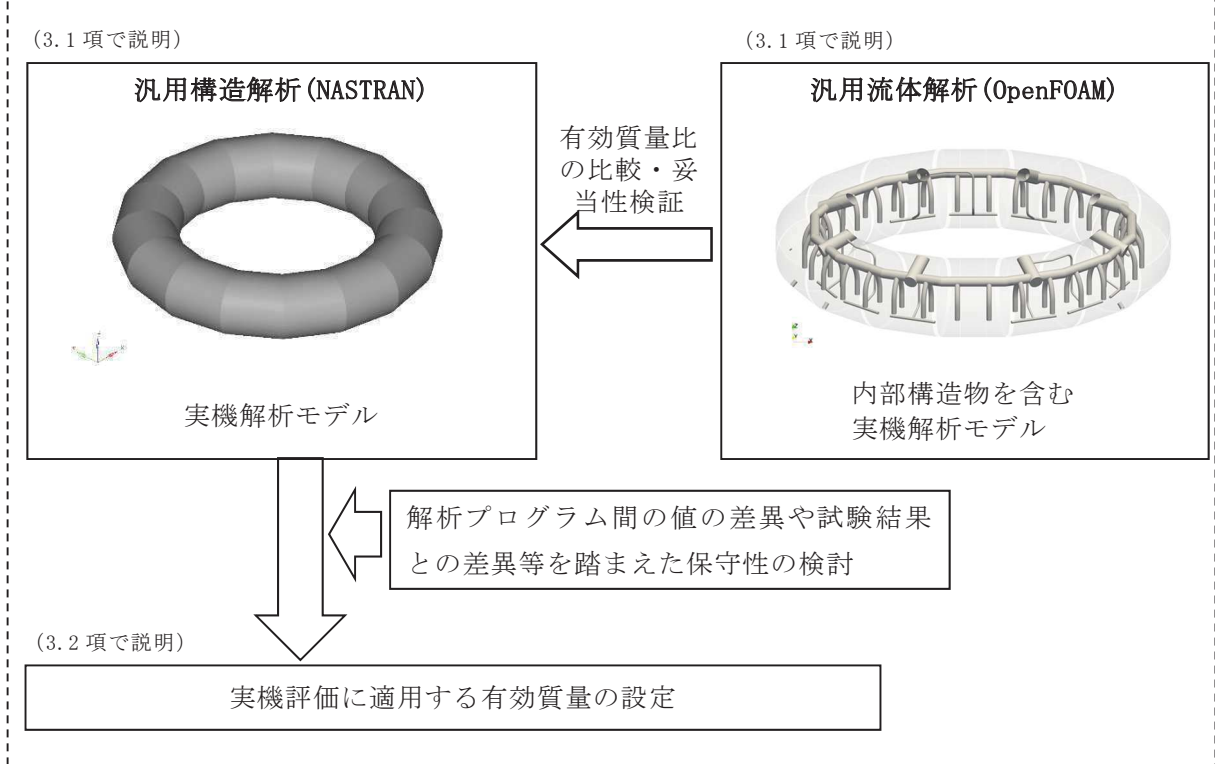 (3.1項で説明)
汎用構造解析(NASTRAN)
実機解析モデル
有効質量比
の比較・妥
当性検証
(3.1項で説明)
汎用流体解析(OpenFOAM)
内部構造物を含む
実機解析モデル
解析プログラム間の値の差異や試験結果
との差異等を踏まえた保守性の検討
(3.2項で説明)
実機評価に適用する有効質量の設定